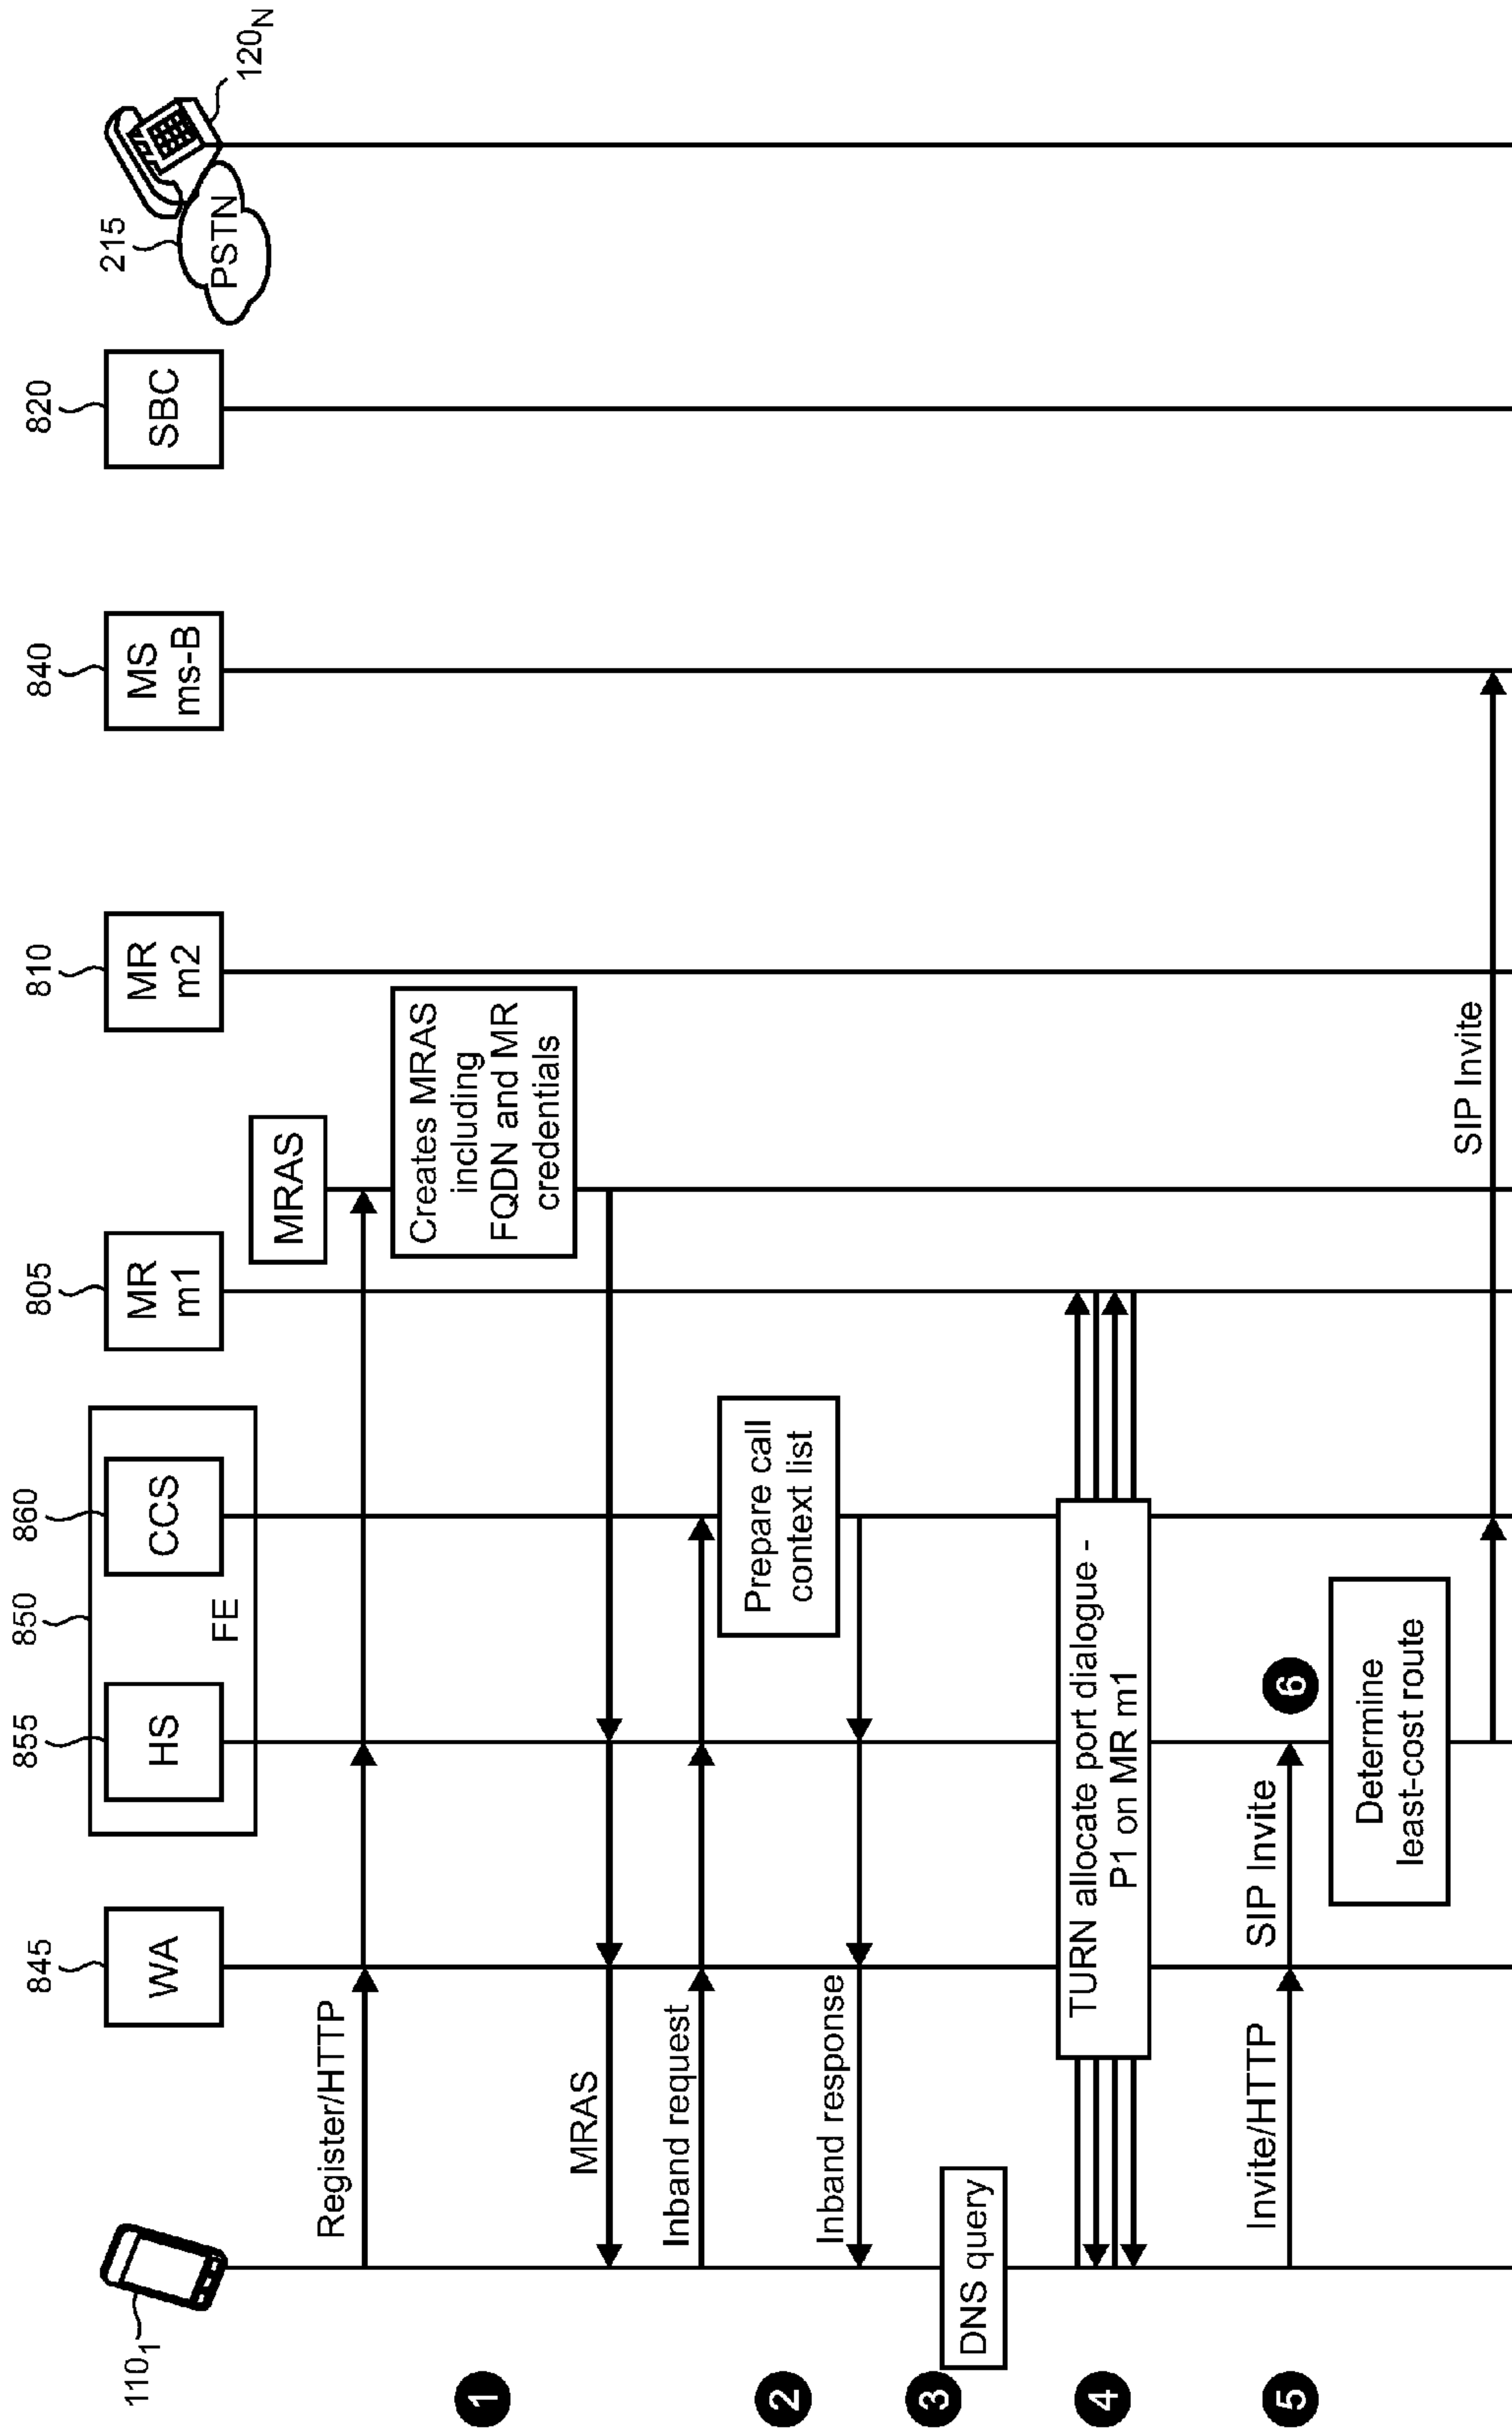 110₁
845
WA
850
855
HS
860
CCS
FE
805
MR
m1
MRAS
810
MR
m2
840
MS
ms-B
820
SBC
215
PSTN
120N
1
Register/HTTP
Creates MRAS
including
FQDN and MR
credentials
MRAS
2
Inband request
Prepare call
context list
Inband response
3
DNS query
4
TURN allocate port dialogue -
P1 on MR m1
5
Invite/HTTP
SIP Invite
6
Determine
least-cost route
SIP Invite